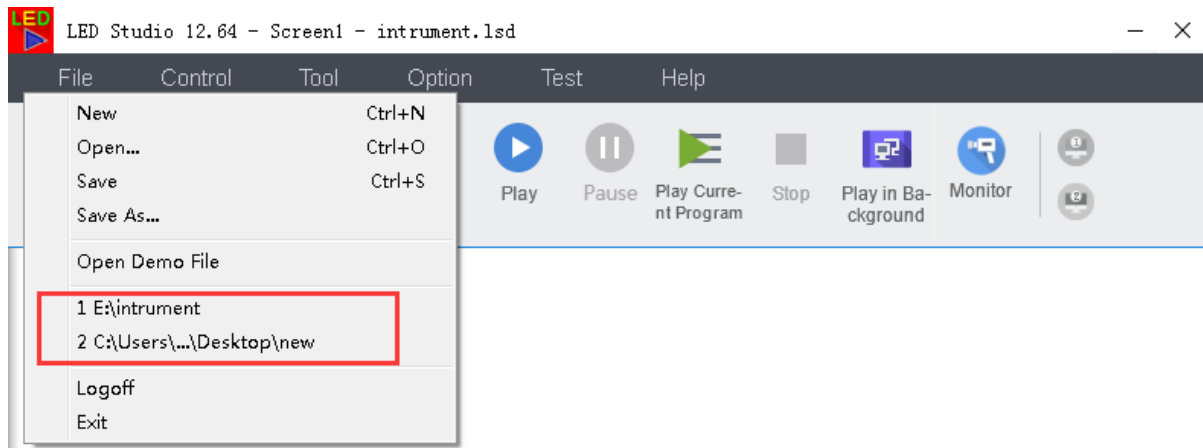 LED
LED Studio 12.64 - Screen1 - intrument.lsd
File Control Tool Option Test Help
New Ctrl+N
Open... Ctrl+O
Save Ctrl+S
Save As...
Open Demo File
1 E:\intrument
2 C:\Users\...\Desktop\new
Logoff
Exit
Play
Pause
Play Curre-
nt Program
Stop
Play in Ba-
ckground
Monitor
1
2